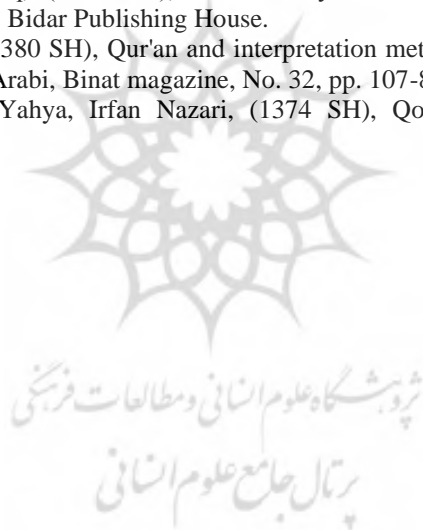 Bidar Publishing House.
380 SH), Qur'an and interpretation met
Arabi, Binat magazine, No. 32, pp. 107-8
Yahya, Irfan Nazari, (1374 SH), Qo
پژوهشگاه علوم انسانی و مطالعات فرهنگی
پرتال جامع علوم انسانی